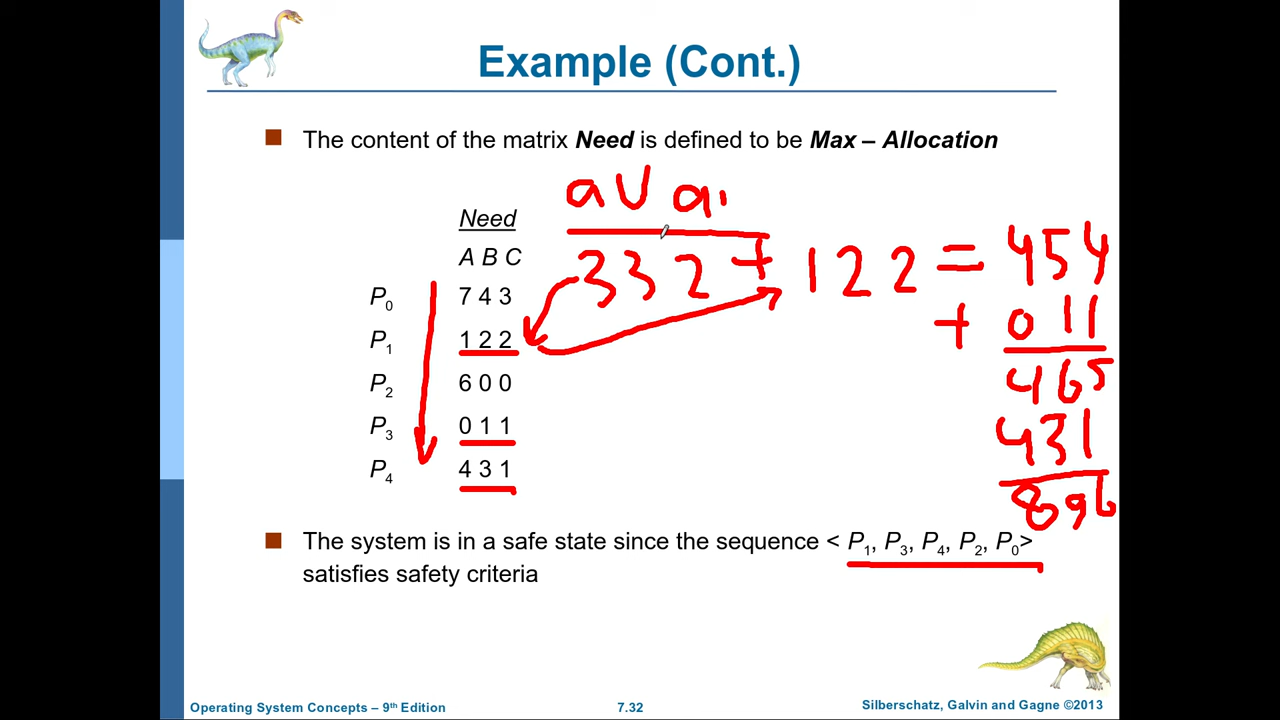 Example (Cont.)
The content of the matrix Need is defined to be Max – Allocation
avai
Need
A B C
332 + 122 = 454
P0 7 4 3
+ 011
P1 1 2 2
465
P2 6 0 0
P3 0 1 1
431
P4 4 3 1
896
The system is in a safe state since the sequence < P1, P3, P4, P2, P0>
satisfies safety criteria
Operating System Concepts – 9th Edition
7.32
Silberschatz, Galvin and Gagne ©2013